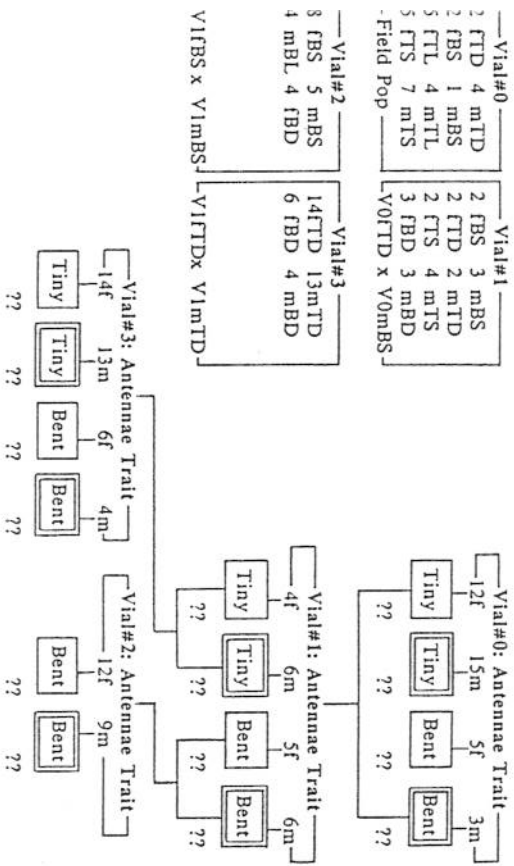 Vial#0
2 fTD 4 mTD
2 fBS 1 mBS
5 fTL 4 mTL
5 fTS 7 mTS
Field Pop
Vial#1
2 fBS 3 mBS
2 fTD 2 mTD
2 fTS 4 mTS
3 fBD 3 mBD
V0fTD x V0mBS
Vial#2
8 fBS 5 mBS
4 mBL 4 fBD
V1fBS x V1mBS
Vial#3
14fTD 13mTD
6 fBD 4 mBD
V1fTDx V1mTD
Vial#0: Antennae Trait
12f 15m 5f 3m
Tiny Tiny Bent Bent
?? ?? ?? ??
Vial#1: Antennae Trait
4f 6m 5f 6m
Tiny Tiny Bent Bent
?? ?? ?? ??
Vial#3: Antennae Trait
14f 13m 6f 4m
Tiny Tiny Bent Bent
?? ?? ?? ??
Vial#2: Antennae Trait
12f 9m
Bent Bent
?? ??